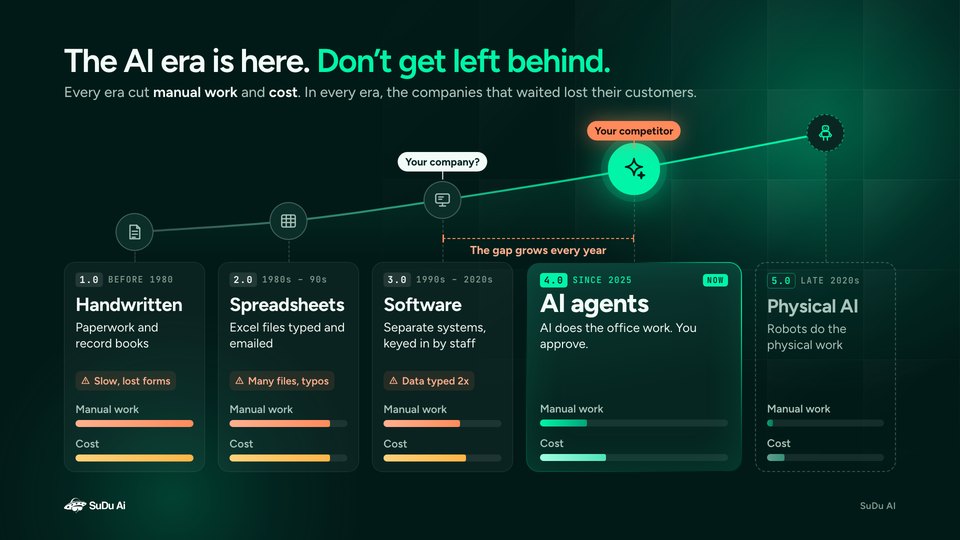 The AI era is here. Don't get left behind.
Every era cut manual work and cost. In every era, the companies that waited lost their customers.
Your competitor
Your company?
The gap grows every year
1.0 BEFORE 1980
Handwritten
Paperwork and
record books
Slow, lost forms
Manual work
Cost
2.0 1980s – 90s
Spreadsheets
Excel files typed and
emailed
Many files, typos
Manual work
Cost
3.0 1990s – 2020s
Software
Separate systems,
keyed in by staff
Data typed 2x
Manual work
Cost
4.0 SINCE 2025 NOW
AI agents
AI does the office work. You
approve.
Manual work
Cost
5.0 LATE 2020s
Physical AI
Robots do the
physical work
Manual work
Cost
SuDu Ai
SuDu AI